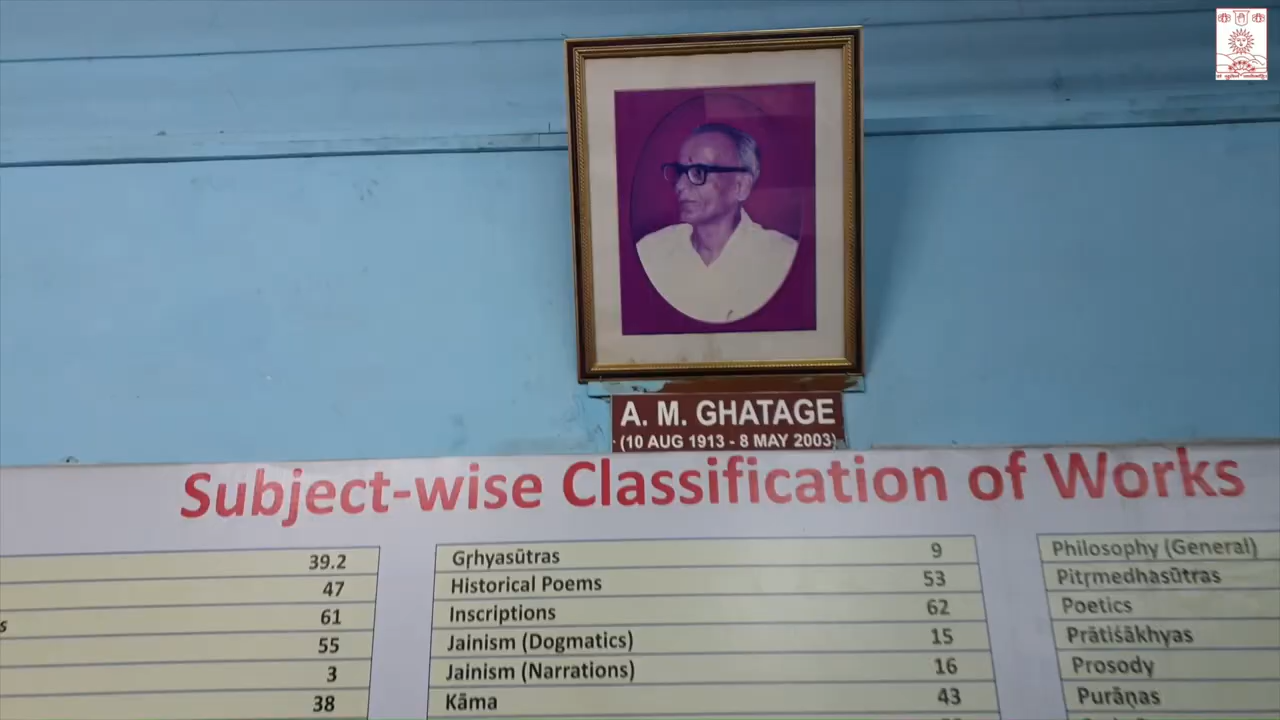 A. M. GHATAGE
(10 AUG 1913 - 8 MAY 2003)
Subject-wise Classification of Works
39.2
47
s 61
55
3
38
Gṛhyasūtras 9
Historical Poems 53
Inscriptions 62
Jainism (Dogmatics) 15
Jainism (Narrations) 16
Kāma 43
Philosophy (General)
Pitṛmedhasūtras
Poetics
Prātiśākhyas
Prosody
Purāṇas